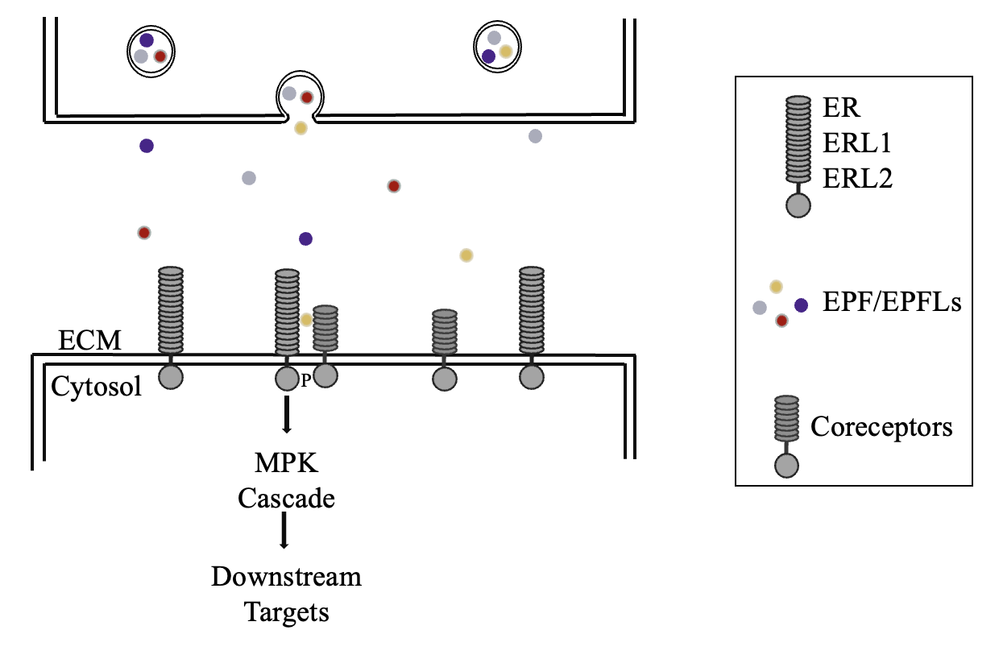 ECM
Cytosol
P
MPK
Cascade
Downstream
Targets
ER
ERL1
ERL2
EPF/EPFLs
Coreceptors